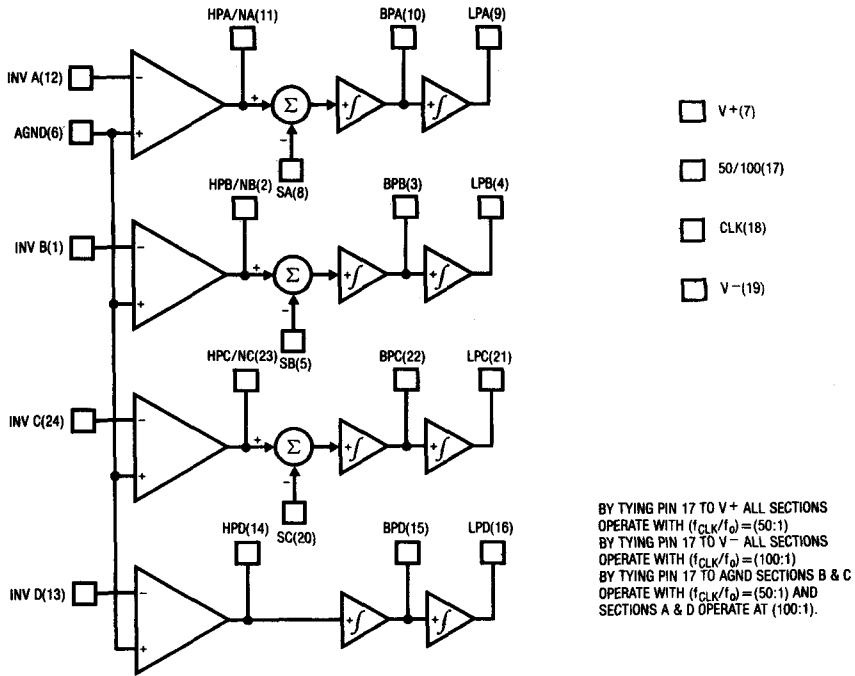 HPA/NA(11)
BPA(10)
LPA(9)
INV A(12)
−
+
Σ
+∫
+∫
AGND(6)
+
−
SA(8)
V+(7)
50/100(17)
CLK(18)
V−(19)
HPB/NB(2)
BPB(3)
LPB(4)
INV B(1)
−
+
Σ
+∫
+∫
+
−
SB(5)
HPC/NC(23)
BPC(22)
LPC(21)
INV C(24)
−
+
Σ
+∫
+∫
+
−
SC(20)
HPD(14)
BPD(15)
LPD(16)
INV D(13)
−
+∫
+∫
+
BY TYING PIN 17 TO V+ ALL SECTIONS
OPERATE WITH (fCLK/fo)=(50:1)
BY TYING PIN 17 TO V− ALL SECTIONS
OPERATE WITH (fCLK/fo)=(100:1)
BY TYING PIN 17 TO AGND SECTIONS B & C
OPERATE WITH (fCLK/fo)=(50:1) AND
SECTIONS A & D OPERATE AT (100:1).